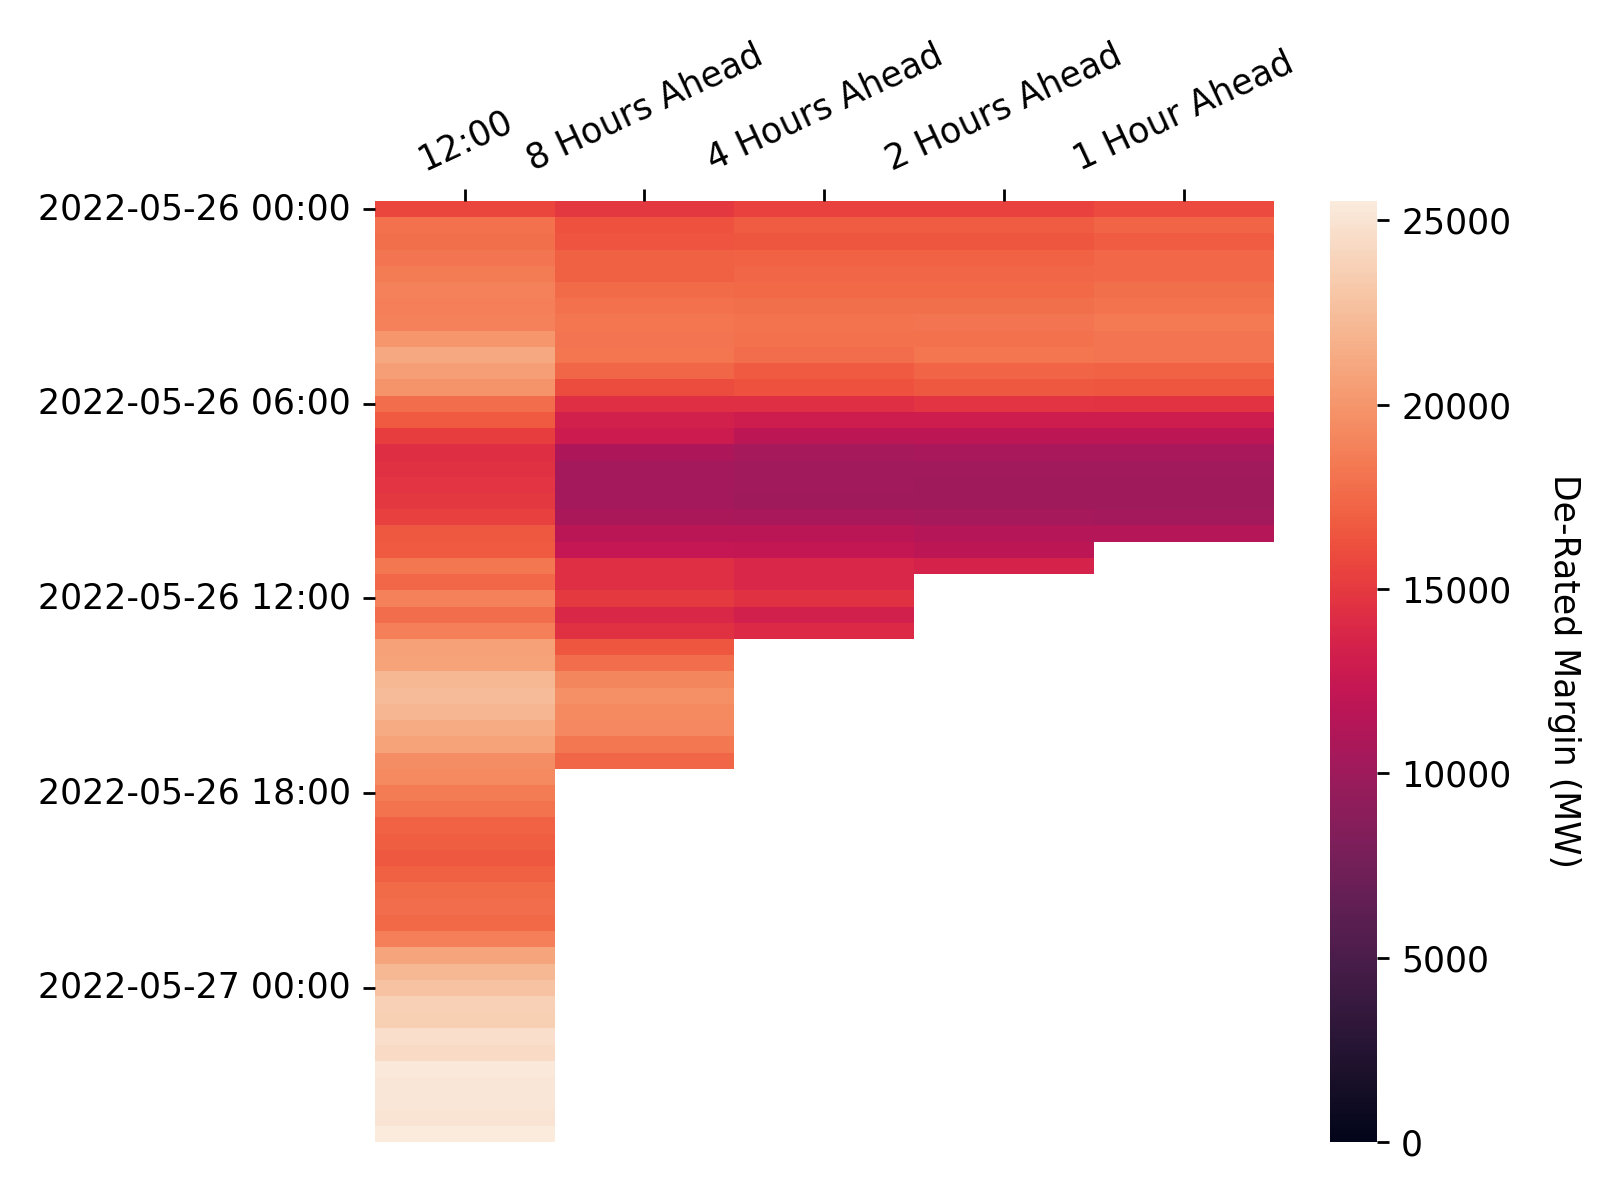 12:00
8 Hours Ahead
4 Hours Ahead
2 Hours Ahead
1 Hour Ahead
2022-05-26 00:00
2022-05-26 06:00
2022-05-26 12:00
2022-05-26 18:00
2022-05-27 00:00
25000
20000
15000
10000
5000
0
De-Rated Margin (MW)